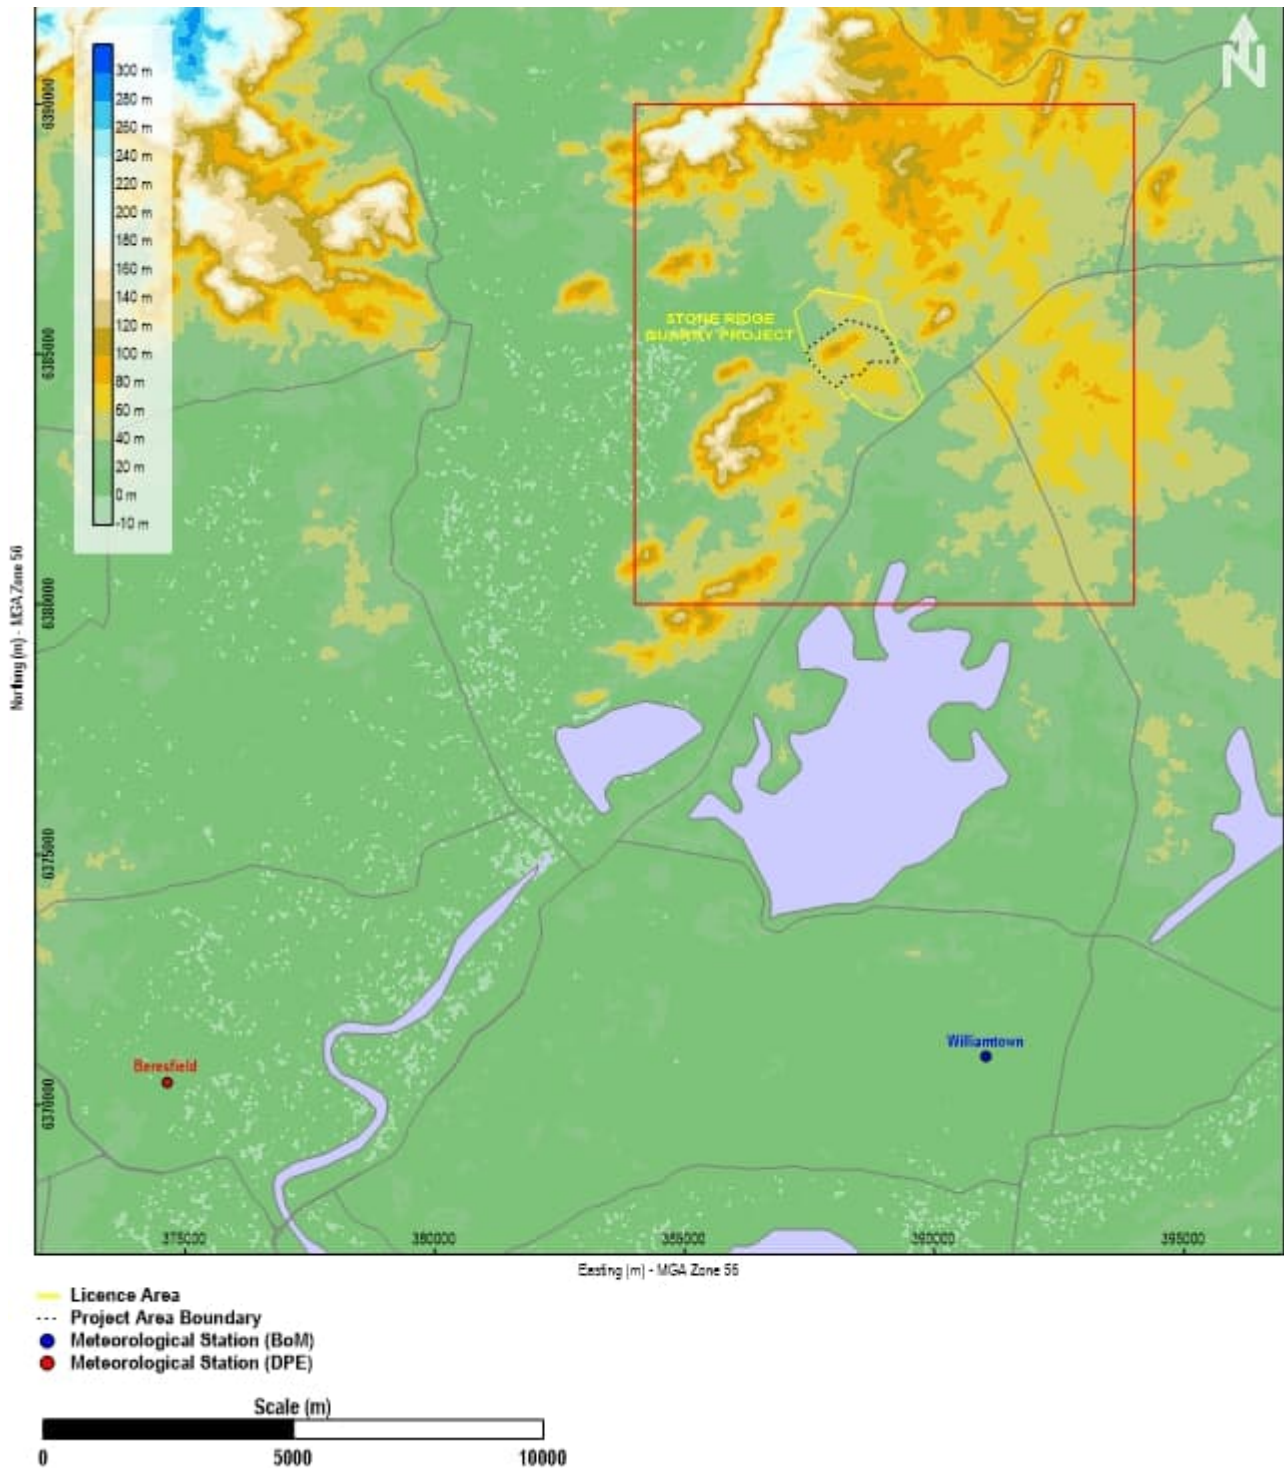 N
300 m
280 m
260 m
240 m
220 m
200 m
180 m
160 m
140 m
120 m
100 m
80 m
60 m
40 m
20 m
0 m
-10 m
6390000
6385000
6380000
6375000
6370000
Northing (m) - MGA Zone 56
STONE RIDGE
QUARRY PROJECT
Beresfield
Williamtown
375000
380000
385000
390000
395000
Easting (m) - MGA Zone 56
Licence Area
Project Area Boundary
Meteorological Station (BoM)
Meteorological Station (DPE)
Scale (m)
0 5000 10000